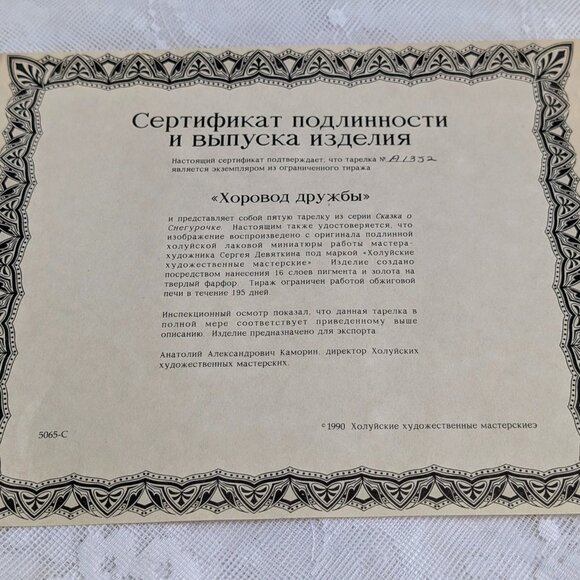 Сертификат подлинности
и выпуска изделия
Настоящий сертификат подтверждает, что тарелка № A1352
является экземпляром из ограниченного тиража
«Хоровод дружбы»
и представляет собой пятую тарелку из серии Сказка о
Снегурочке. Настоящим также удостоверяется, что
изображение воспроизведено с оригинала подлинной
холуйской лаковой миниатюры работы мастера-
художника Сергея Девяткина под маркой «Холуйские
художественные мастерские». Изделие создано
посредством нанесения 16 слоев пигмента и золота на
твердый фарфор. Тираж ограничен работой обжиговой
печи в течение 195 дней.
Инспекционный осмотр показал, что данная тарелка в
полной мере соответствует приведенному выше
описанию. Изделие предназначено для экспорта.
Анатолий Александрович Каморин, директор Холуйских
художественных мастерских.
5065-C
©1990 Холуйские художественные мастерскиеэ